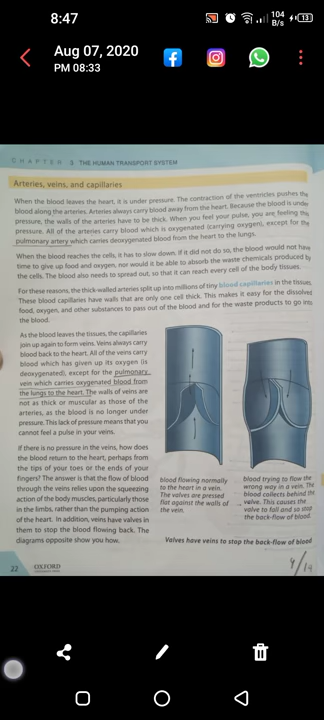 8:47
104
B/s
13
Aug 07, 2020
PM 08:33
CHAPTER 3 THE HUMAN TRANSPORT SYSTEM
Arteries, veins, and capillaries
When the blood leaves the heart, it is under pressure. The contraction of the ventricles pushes the
blood along the arteries. Arteries always carry blood away from the heart. Because the blood is under
pressure, the walls of the arteries have to be thick. When you feel your pulse, you are feeling the
pressure. All of the arteries carry blood which is oxygenated (carrying oxygen), except for the
pulmonary artery which carries deoxygenated blood from the heart to the lungs.
When the blood reaches the cells, it has to slow down. If it did not do so, the blood would not have
time to give up food and oxygen, nor would it be able to absorb the waste chemicals produced by
the cells. The blood also needs to spread out, so that it can reach every cell of the body tissues.
For these reasons, the thick-walled arteries split up into millions of tiny blood capillaries in the tissues.
These blood capillaries have walls that are only one cell thick. This makes it easy for the dissolved
food, oxygen, and other substances to pass out of the blood and for the waste products to go into
the blood.
As the blood leaves the tissues, the capillaries
join up again to form veins. Veins always carry
blood back to the heart. All of the veins carry
blood which has given up its oxygen (is
deoxygenated), except for the pulmonary
vein which carries oxygenated blood from
the lungs to the heart. The walls of veins are
not as thick or muscular as those of the
arteries, as the blood is no longer under
pressure. This lack of pressure means that you
cannot feel a pulse in your veins.
If there is no pressure in the veins, how does
the blood return to the heart, perhaps from
the tips of your toes or the ends of your
fingers? The answer is that the flow of blood
through the veins relies upon the squeezing
action of the body muscles, particularly those
in the limbs, rather than the pumping action
of the heart. In addition, veins have valves in
them to stop the blood flowing back. The
diagrams opposite show you how.
blood flowing normally
to the heart in a vein.
The valves are pressed
flat against the walls of
the vein.
blood trying to flow the
wrong way in a vein. The
blood collects behind the
valve. This causes the
valve to fall and so stop
the back-flow of blood.
Valves have veins to stop the back-flow of blood
22
OXFORD